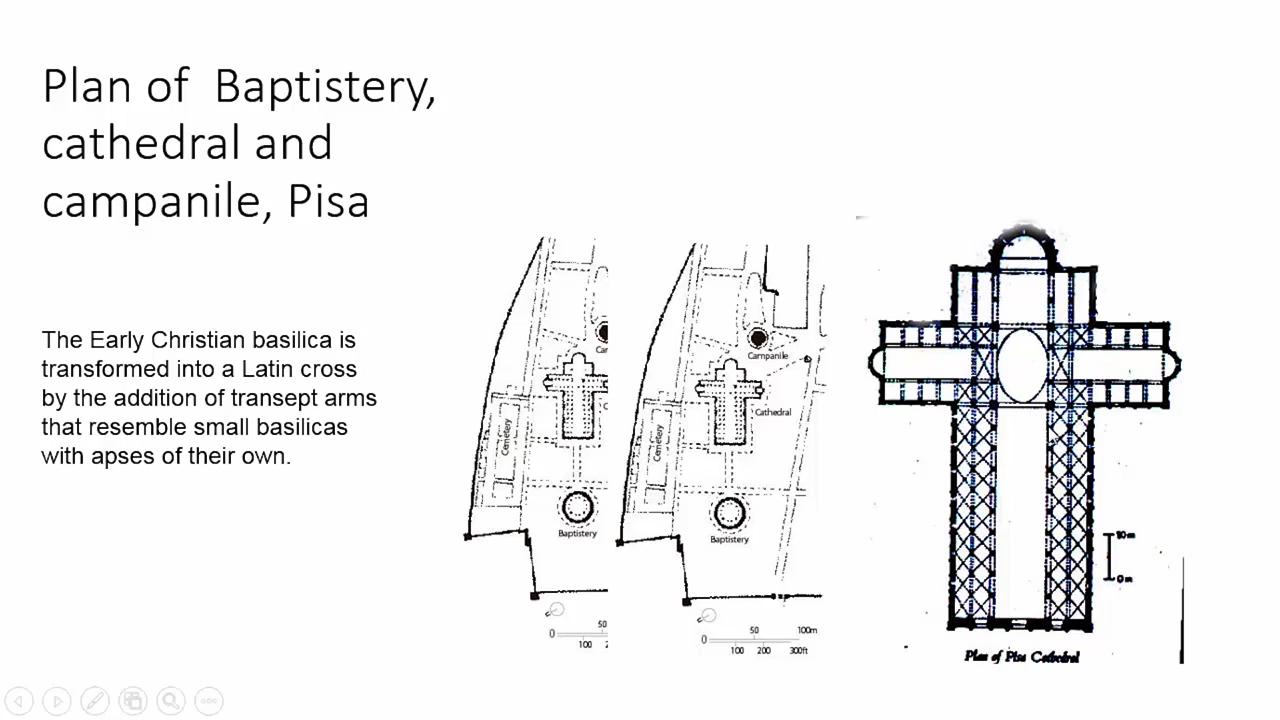 Plan of  Baptistery,
cathedral and
campanile, Pisa
The Early Christian basilica is
transformed into a Latin cross
by the addition of transept arms
that resemble small basilicas
with apses of their own.
Cemetery
Baptistery
0
50
100
Campanile
Cathedral
Cemetery
Baptistery
0
50
100m
100
200
300ft
10 m
0 m
Plan of Pisa Cathedral